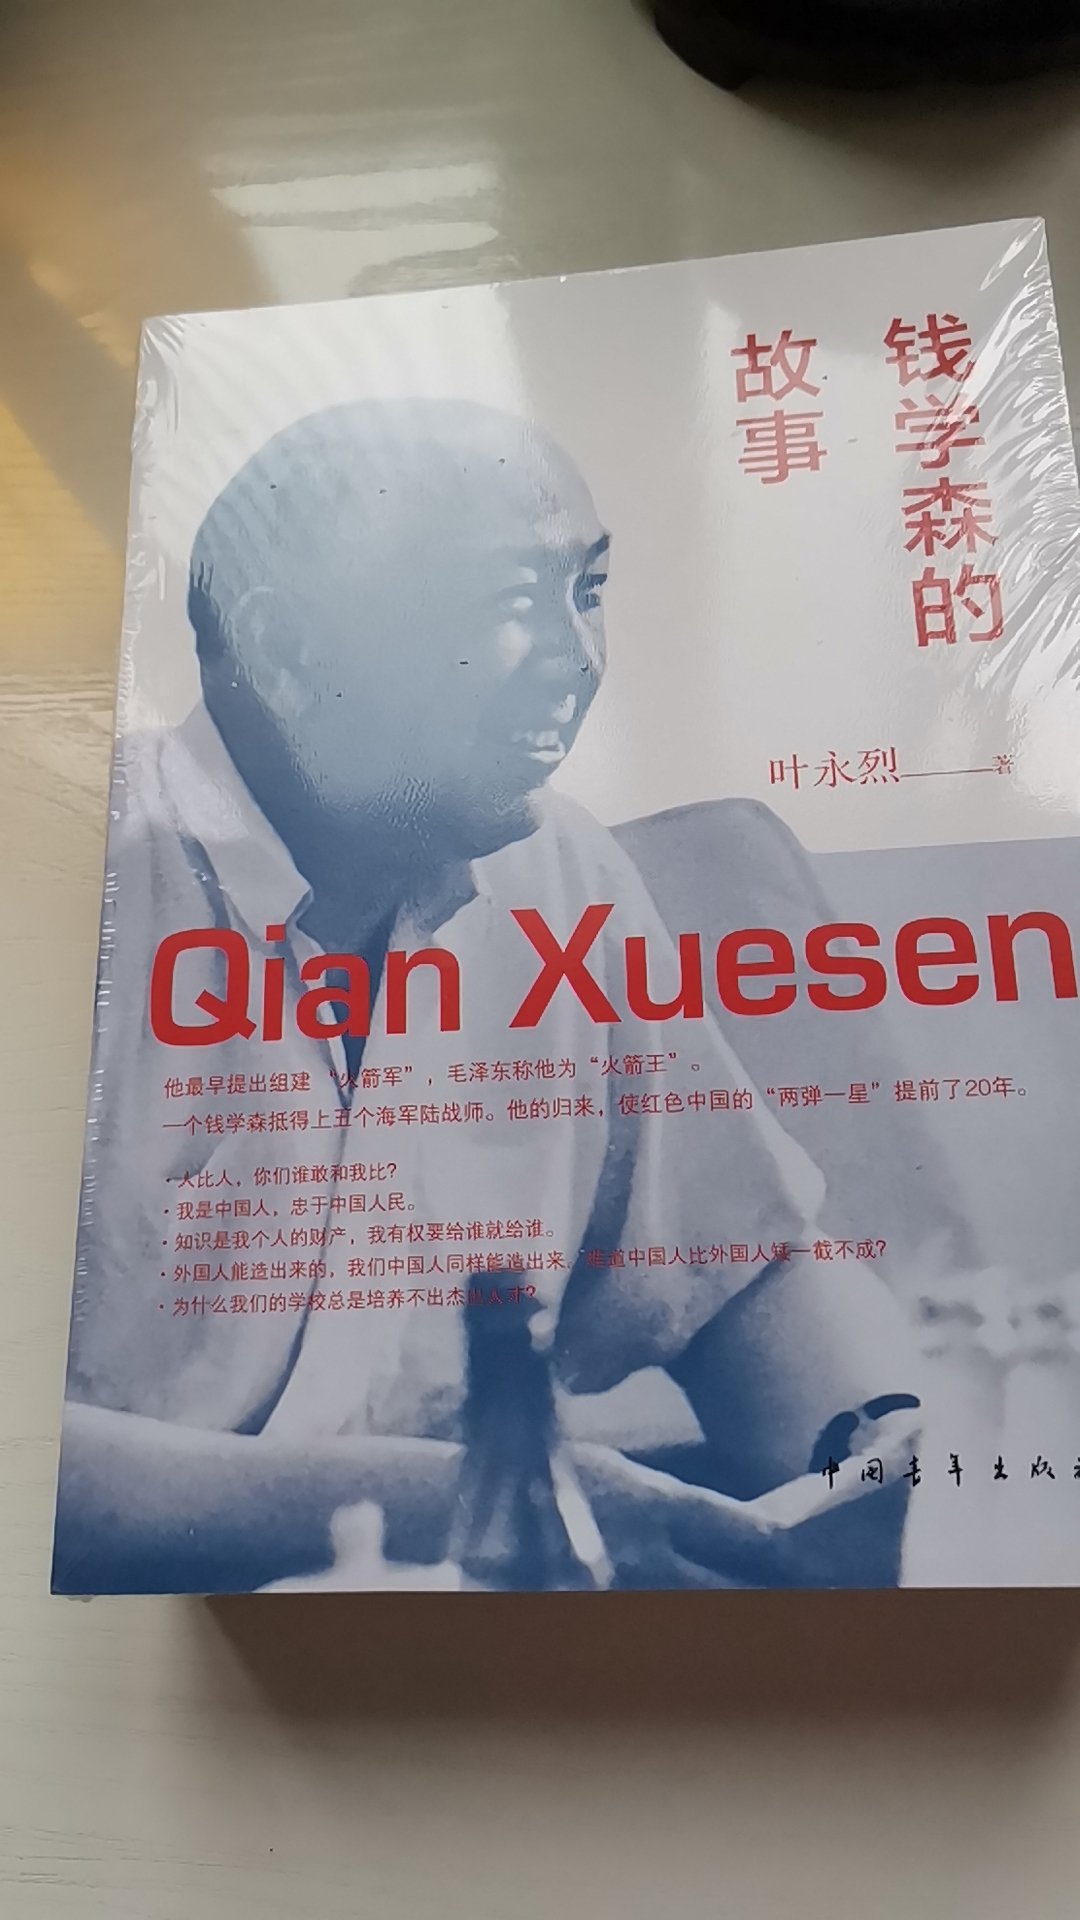 钱学森的
故事
叶永烈——著
Qian Xuesen
他最早提出组建“火箭军”，毛泽东称他为“火箭王”。
一个钱学森抵得上五个海军陆战师。他的归来，使红色中国的“两弹一星”提前了20年。
·人比人，你们谁敢和我比？
·我是中国人，忠于中国人民。
·知识是我个人的财产，我有权要给谁就给谁。
·外国人能造出来的，我们中国人同样能造出来，难道中国人比外国人矮一截不成？
·为什么我们的学校总是培养不出杰出人才？
中国青年出版社